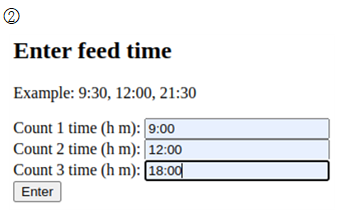 ②
Enter feed time
Example: 9:30, 12:00, 21:30
Count 1 time (h m): 9:00
Count 2 time (h m): 12:00
Count 3 time (h m): 18:00
Enter